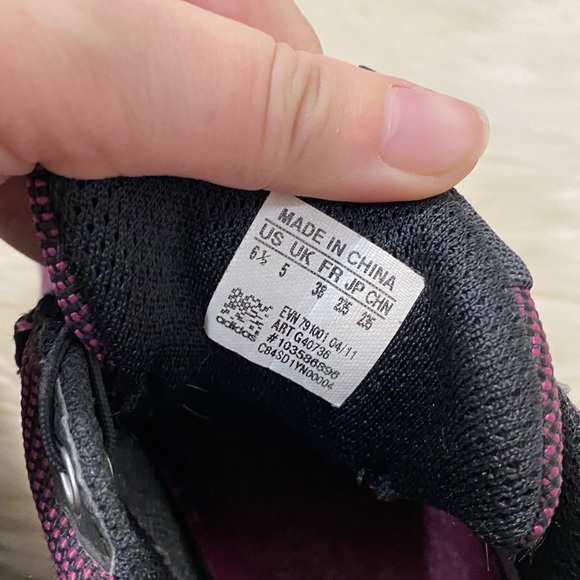 MADE IN CHINA
US UK FR JP CHN
6½ 5 38 235 235
EVN 791001 04/11
ART G40736
#103586896
C84SD1YN00004
adidas